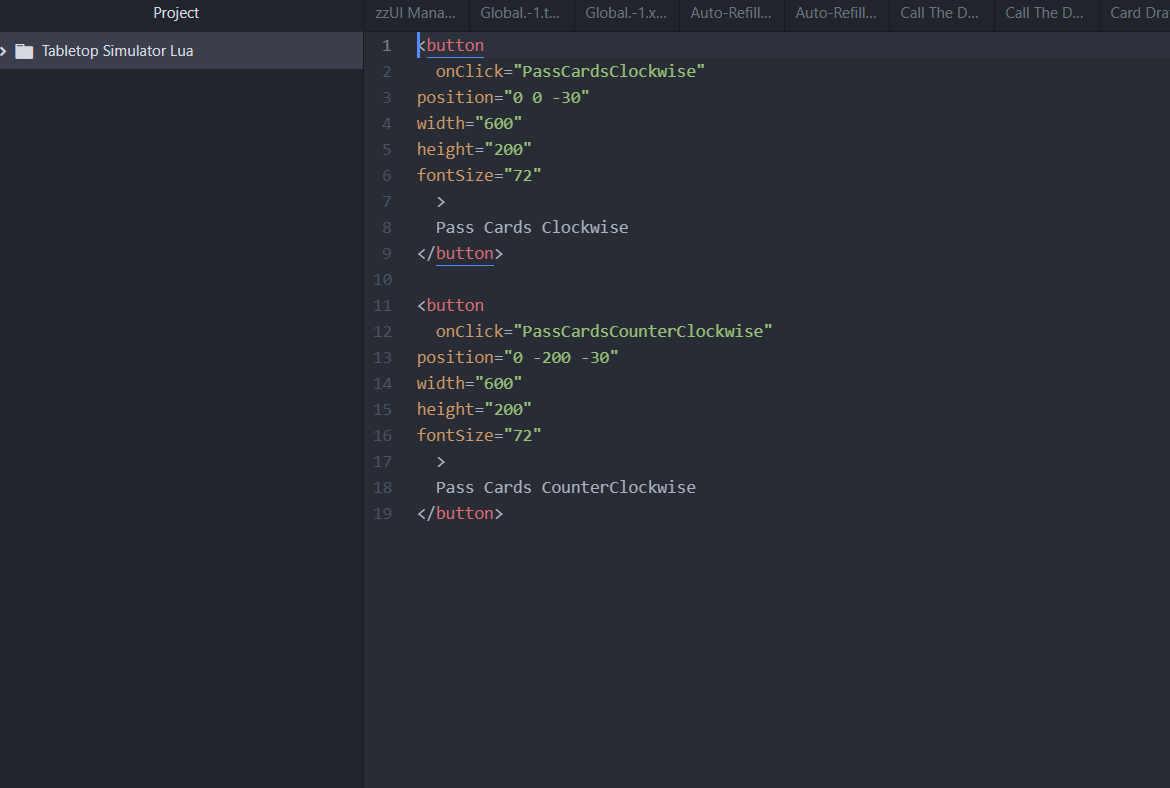 Project
zzUI Mana...
Global.-1.t...
Global.-1.x...
Auto-Refill...
Auto-Refill...
Call The D...
Call The D...
Card Dra
Tabletop Simulator Lua
1 <button
2 onClick="PassCardsClockwise"
3 position="0 0 -30"
4 width="600"
5 height="200"
6 fontSize="72"
7 >
8 Pass Cards Clockwise
9 </button>
10
11 <button
12 onClick="PassCardsCounterClockwise"
13 position="0 -200 -30"
14 width="600"
15 height="200"
16 fontSize="72"
17 >
18 Pass Cards CounterClockwise
19 </button>